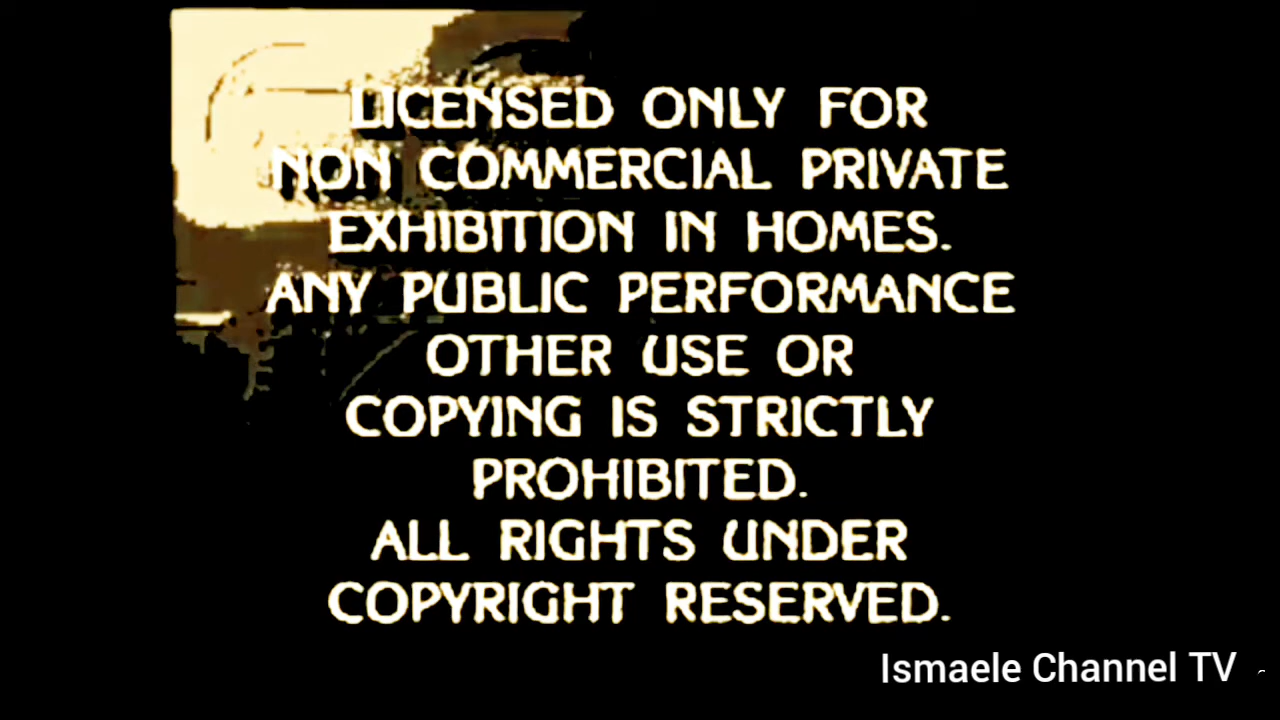 LICENSED ONLY FOR
NON COMMERCIAL PRIVATE
EXHIBITION IN HOMES.
ANY PUBLIC PERFORMANCE
OTHER USE OR
COPYING IS STRICTLY
PROHIBITED.
ALL RIGHTS UNDER
COPYRIGHT RESERVED.
Ismaele Channel TV